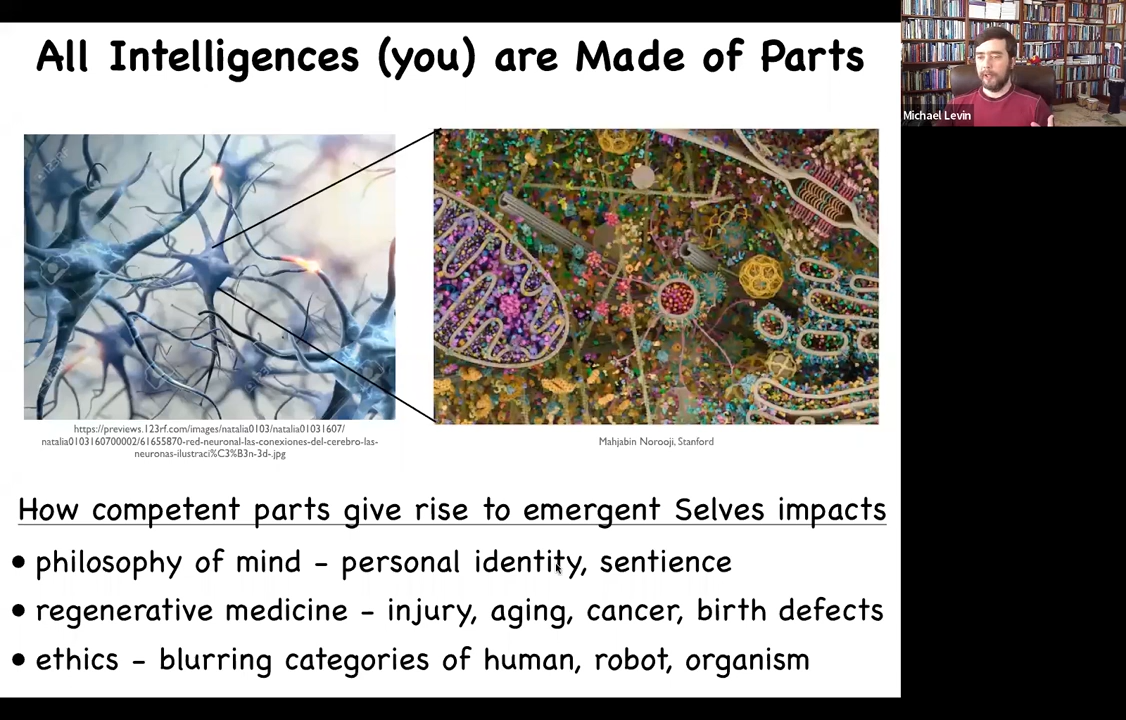 All Intelligences (you) are Made of Parts
Michael Levin
https://previews.123rf.com/images/natalia0103/natalia01031607/
natalia010316070002/61655870-red-neuronal-las-conexiones-del-cerebro-las-
neuronas-ilustraci%C3%B3n-3d-.jpg
Mahjabin Norooji, Stanford
How competent parts give rise to emergent Selves impacts
• philosophy of mind - personal identity, sentience
• regenerative medicine - injury, aging, cancer, birth defects
• ethics - blurring categories of human, robot, organism